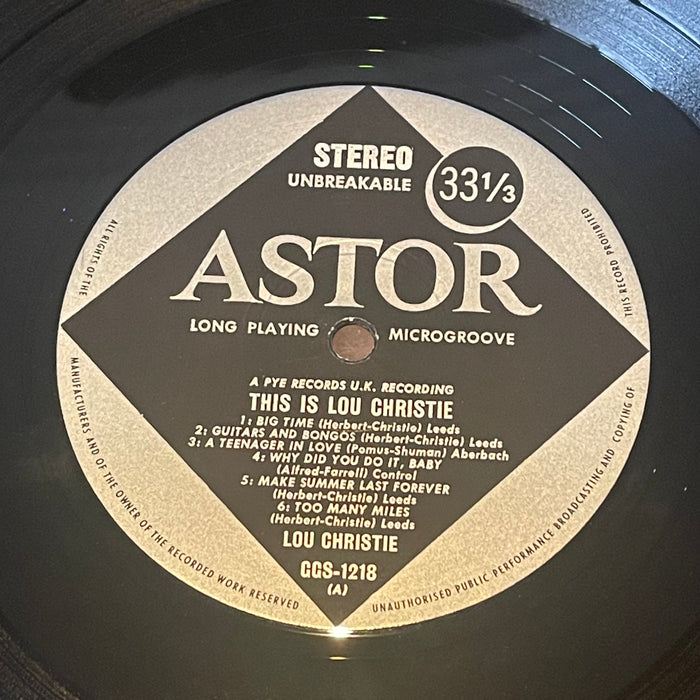 STEREO
UNBREAKABLE
33 1/3
ASTOR
LONG PLAYING MICROGROOVE
A PYE RECORDS U.K. RECORDING
THIS IS LOU CHRISTIE
1: BIG TIME (Herbert-Christie) Leeds
2: GUITARS AND BONGOS (Herbert-Christie) Leeds
3: A TEENAGER IN LOVE (Pomus-Shuman) Aberbach
4: WHY DID YOU DO IT, BABY
(Alfred-Farrell) Control
5: MAKE SUMMER LAST FOREVER
(Herbert-Christie) Leeds
6: TOO MANY MILES
(Herbert-Christie) Leeds
LOU CHRISTIE
GGS-1218
(A)
ALL RIGHTS OF THE
MANUFACTURERS AND OF THE OWNER OF THE RECORDED WORK RESERVED
UNAUTHORISED PUBLIC PERFORMANCE BROADCASTING AND COPYING OF
THIS RECORD PROHIBITED